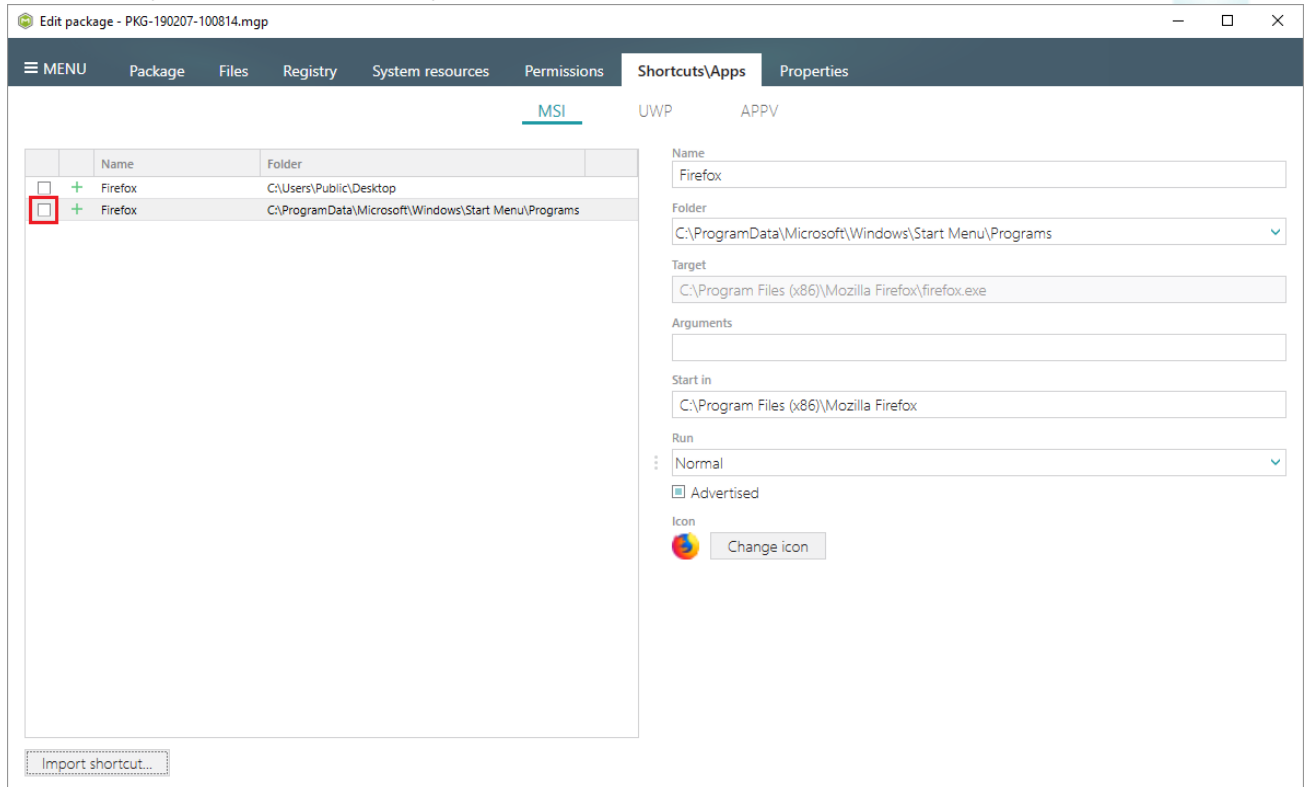 Edit package - PKG-190207-100814.mgp
MENU Package Files Registry System resources Permissions Shortcuts\Apps Properties
MSI UWP APPV
Name Folder
Firefox C:\Users\Public\Desktop
Firefox C:\ProgramData\Microsoft\Windows\Start Menu\Programs
Name
Firefox
Folder
C:\ProgramData\Microsoft\Windows\Start Menu\Programs
Target
C:\Program Files (x86)\Mozilla Firefox\firefox.exe
Arguments
Start in
C:\Program Files (x86)\Mozilla Firefox
Run
Normal
Advertised
Icon
Change icon
Import shortcut...